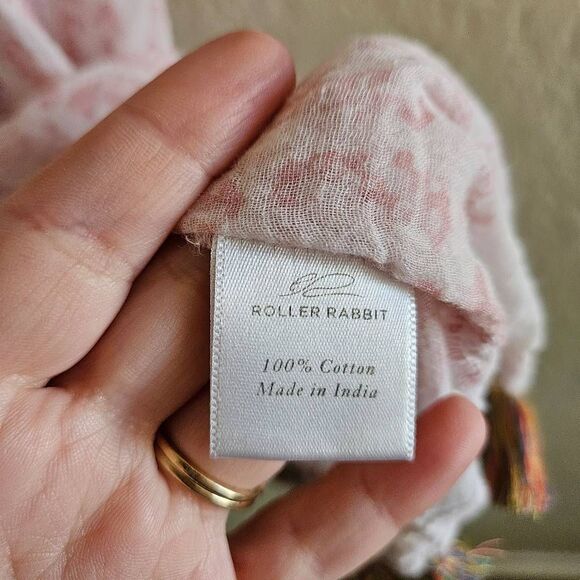 ROLLER RABBIT
100% Cotton
Made in India